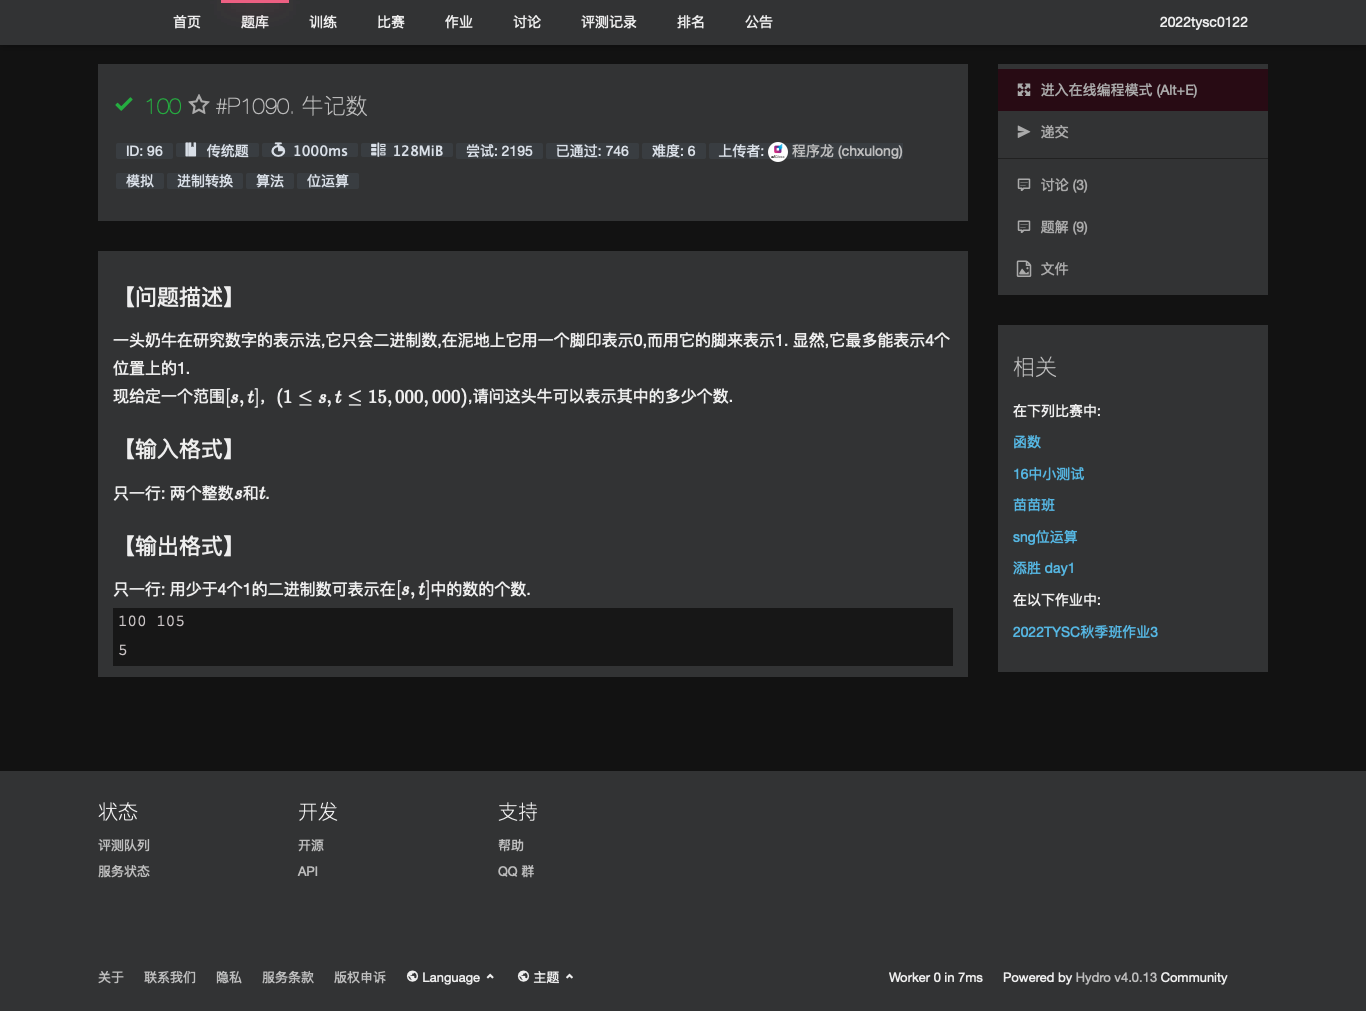 首页 题库 训练 比赛 作业 讨论 评测记录 排名 公告 2022tysc0122
100 #P1090. 牛记数
ID: 96 传统题 1000ms 128MiB 尝试: 2195 已通过: 746 难度: 6 上传者: 程序龙 (chxulong)
模拟 进制转换 算法 位运算
【问题描述】
一头奶牛在研究数字的表示法,它只会二进制数,在泥地上它用一个脚印表示0,而用它的脚来表示1. 显然,它最多能表示4个
位置上的1.
现给定一个范围[s,t], (1 ≤ s,t ≤ 15,000,000),请问这头牛可以表示其中的多少个数.
【输入格式】
只一行: 两个整数s和t.
【输出格式】
只一行: 用少于4个1的二进制数可表示在[s,t]中的数的个数.
100 105
5
进入在线编程模式 (Alt+E)
递交
讨论 (3)
题解 (9)
文件
相关
在下列比赛中:
函数
16中小测试
苗苗班
sng位运算
添胜 day1
在以下作业中:
2022TYSC秋季班作业3
状态 开发 支持
评测队列 开源 帮助
服务状态 API QQ 群
关于 联系我们 隐私 服务条款 版权申诉 Language 主题 Worker 0 in 7ms Powered by Hydro v4.0.13 Community